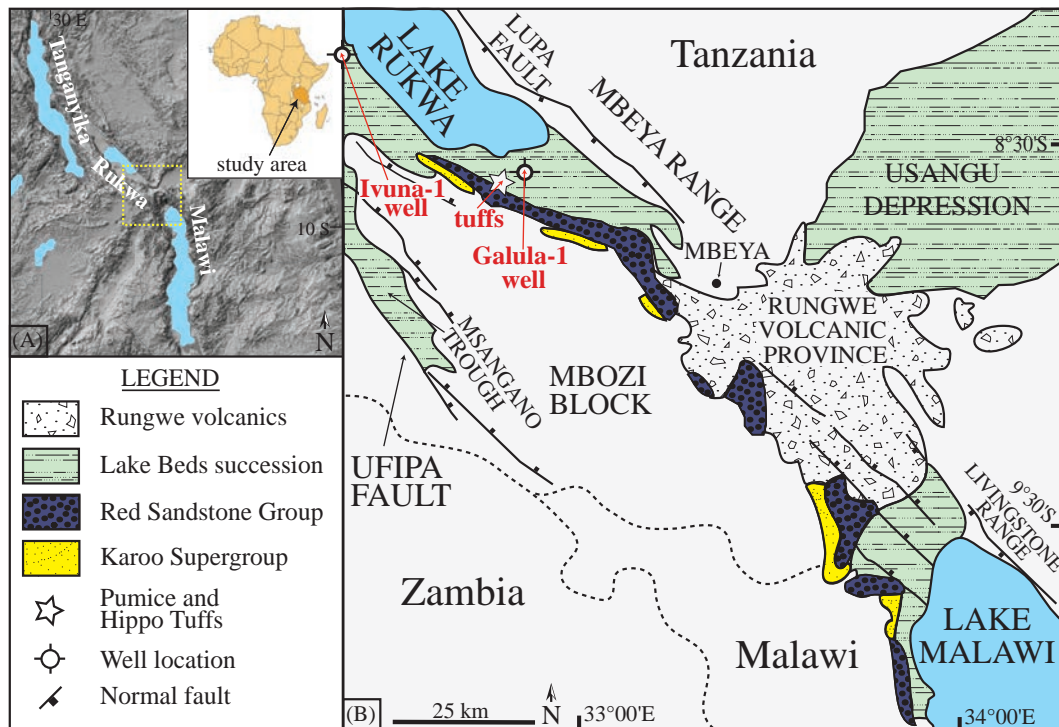 30 E
Tanganyika
Rukwa
Malawi
10 S
(A)
N
study area
LEGEND
Rungwe volcanics
Lake Beds succession
Red Sandstone Group
Karoo Supergroup
Pumice and
Hippo Tuffs
Well location
Normal fault
LAKE
RUKWA
LUPA
FAULT
Tanzania
MBEYA RANGE
8°30'S
USANGU
DEPRESSION
Ivuna-1
well
tuffs
Galula-1
well
MBEYA
RUNGWE
VOLCANIC
PROVINCE
MSANGANO
TROUGH
MBOZI
BLOCK
UFIPA
FAULT
9°30'S
LIVINGSTONE
RANGE
Zambia
Malawi
LAKE
MALAWI
(B)
25 km
N
33°00'E
34°00'E